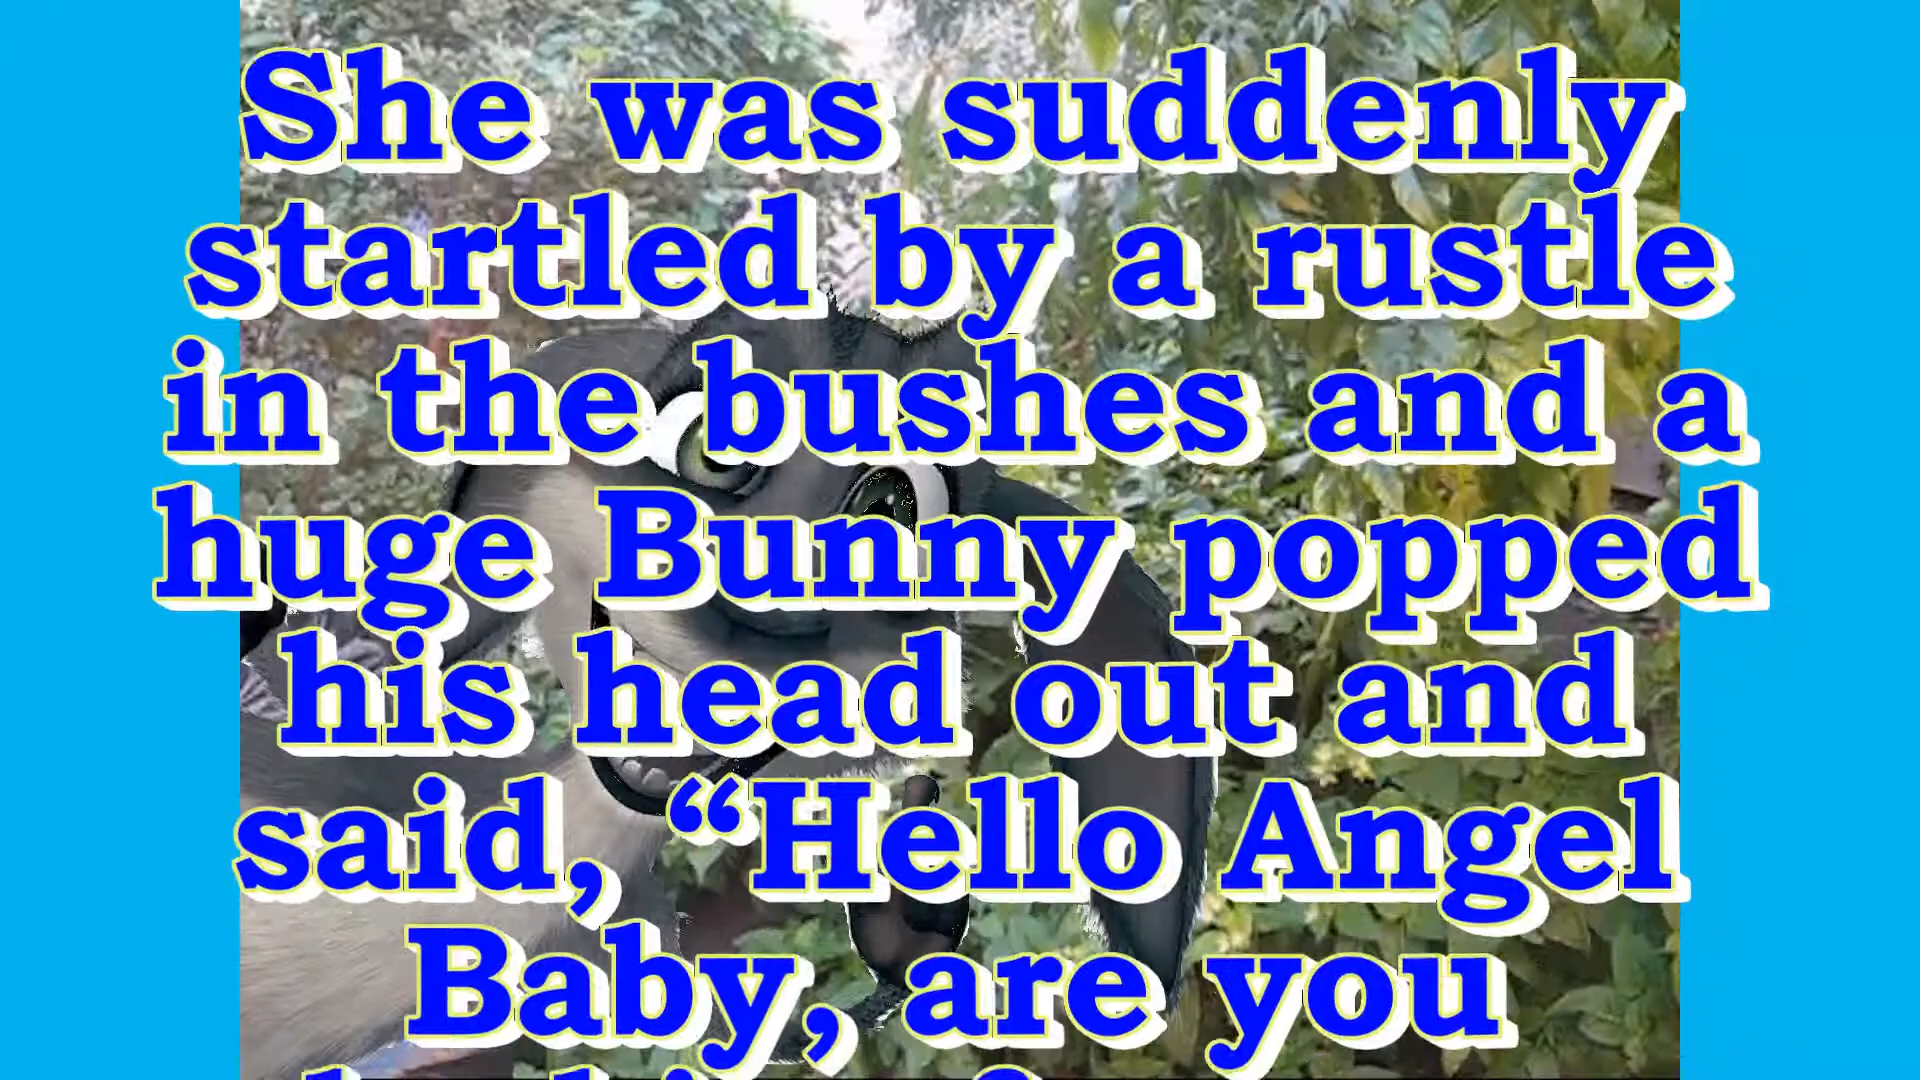 She was suddenly
startled by a rustle
in the bushes and a
huge Bunny popped
his head out and
said, “Hello Angel
Baby, are you